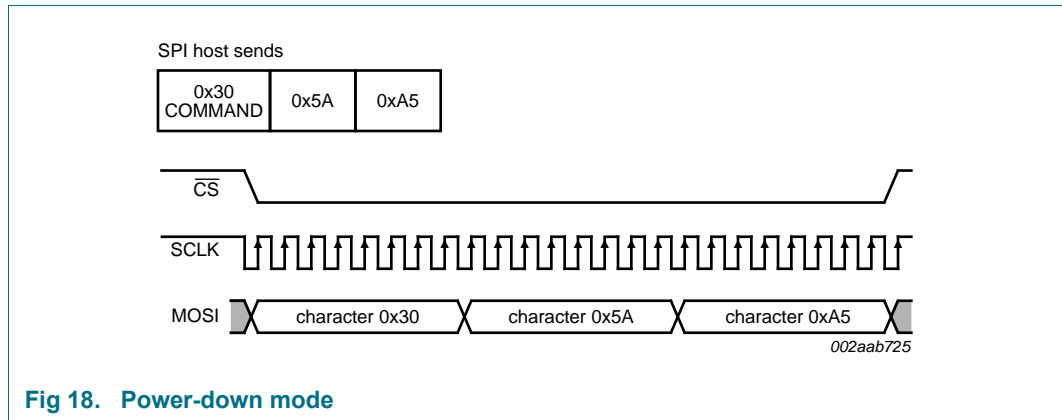 SPI host sends
0x30
COMMAND
0x5A
0xA5
CS
SCLK
MOSI
character 0x30
character 0x5A
character 0xA5
002aab725
Fig 18. Power-down mode